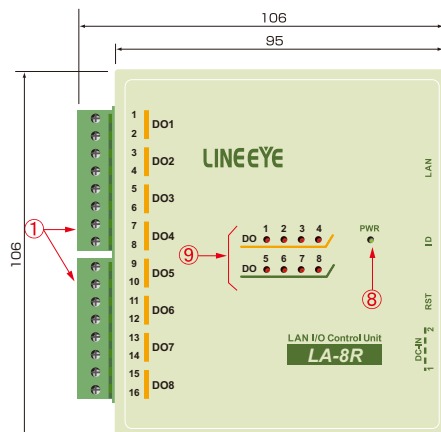 106
95
106
1
2
DO1
3
4
DO2
5
6
DO3
7
8
DO4
9
10
DO5
11
12
DO6
13
14
DO7
15
16
DO8
①
LINEEYE
⑨
DO 1 2 3 4
DO 5 6 7 8
PWR
⑧
LAN
ID
RST
DC-IN
1 2
LAN I/O Control Unit
LA-8R